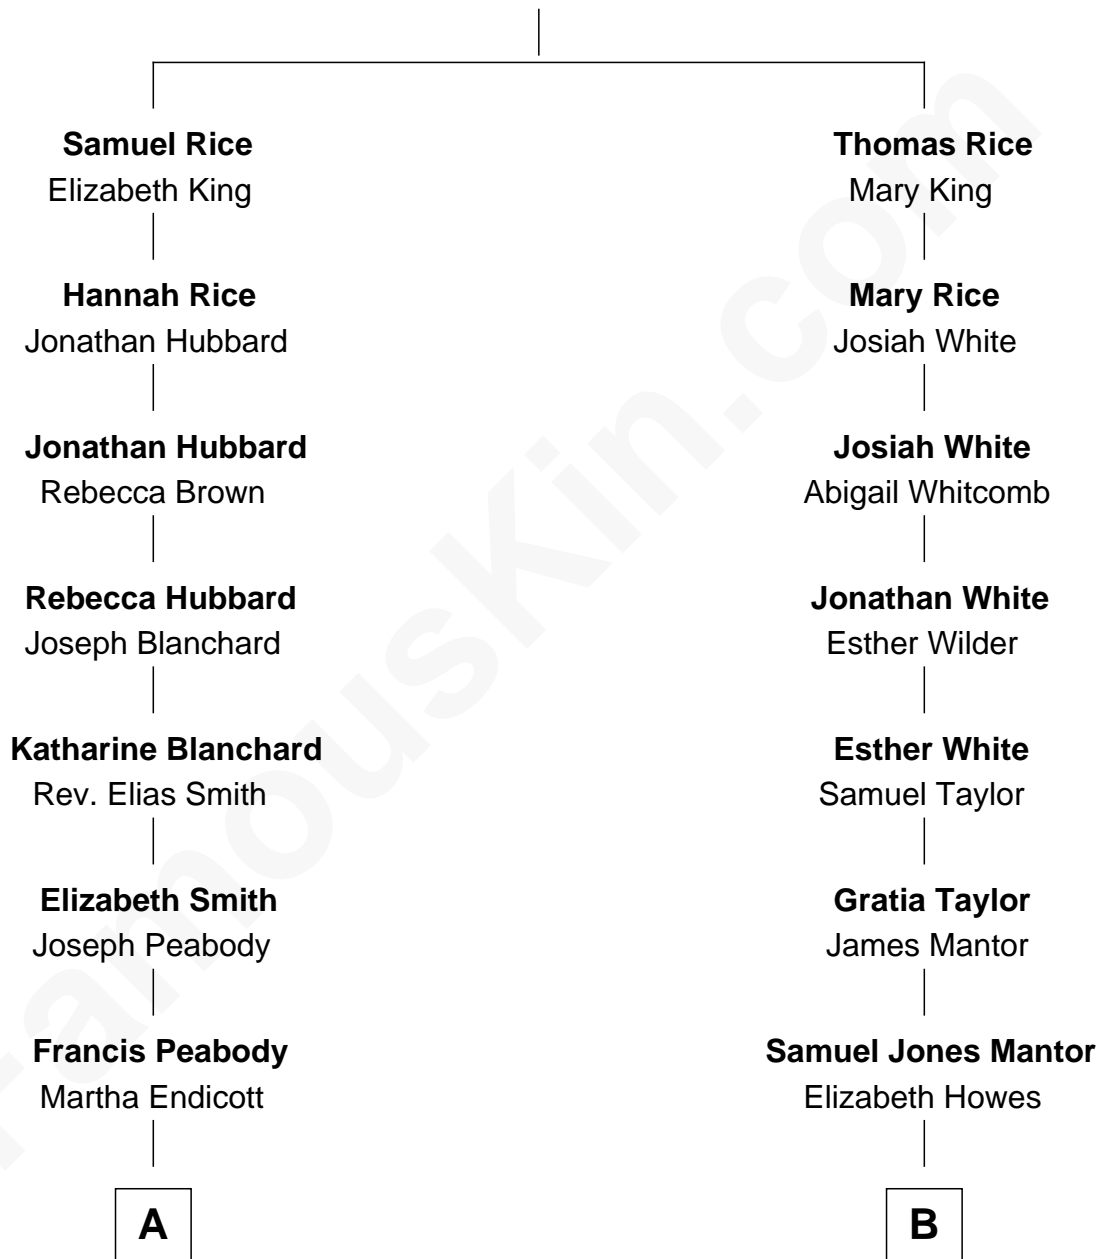 Samuel Rice
Elizabeth King
Hannah Rice
Jonathan Hubbard
Jonathan Hubbard
Rebecca Brown
Rebecca Hubbard
Joseph Blanchard
Katharine Blanchard
Rev. Elias Smith
Elizabeth Smith
Joseph Peabody
Francis Peabody
Martha Endicott
A
Thomas Rice
Mary King
Mary Rice
Josiah White
Josiah White
Abigail Whitcomb
Jonathan White
Esther Wilder
Esther White
Samuel Taylor
Gratia Taylor
James Mantor
Samuel Jones Mantor
Elizabeth Howes
B
FamousKin.com